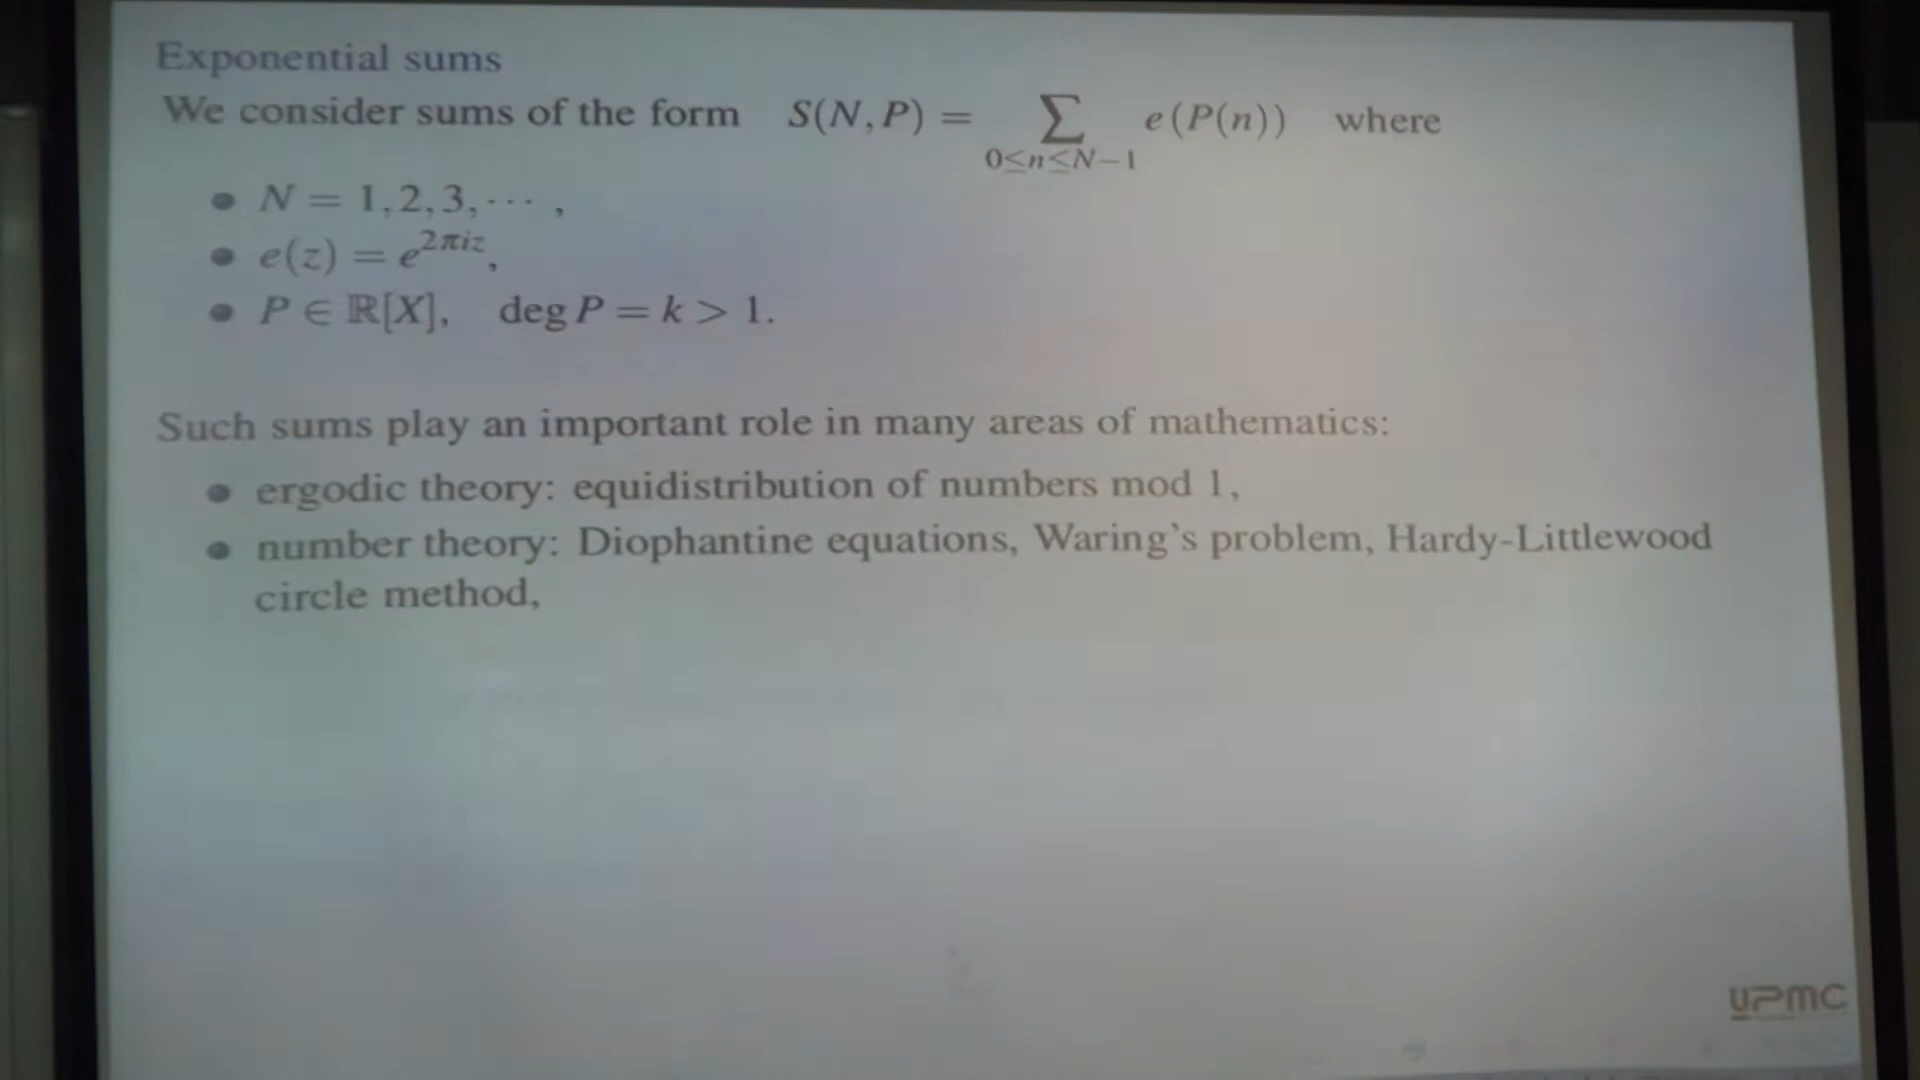 Exponential sums
We consider sums of the form S(N, P) = ∑ e(P(n)) where
0≤n≤N−1
• N = 1, 2, 3, ··· ,
• e(z) = e^{2πiz},
• P ∈ ℝ[X], deg P = k > 1.
Such sums play an important role in many areas of mathematics:
• ergodic theory: equidistribution of numbers mod 1,
• number theory: Diophantine equations, Waring's problem, Hardy-Littlewood
circle method,
UPMC